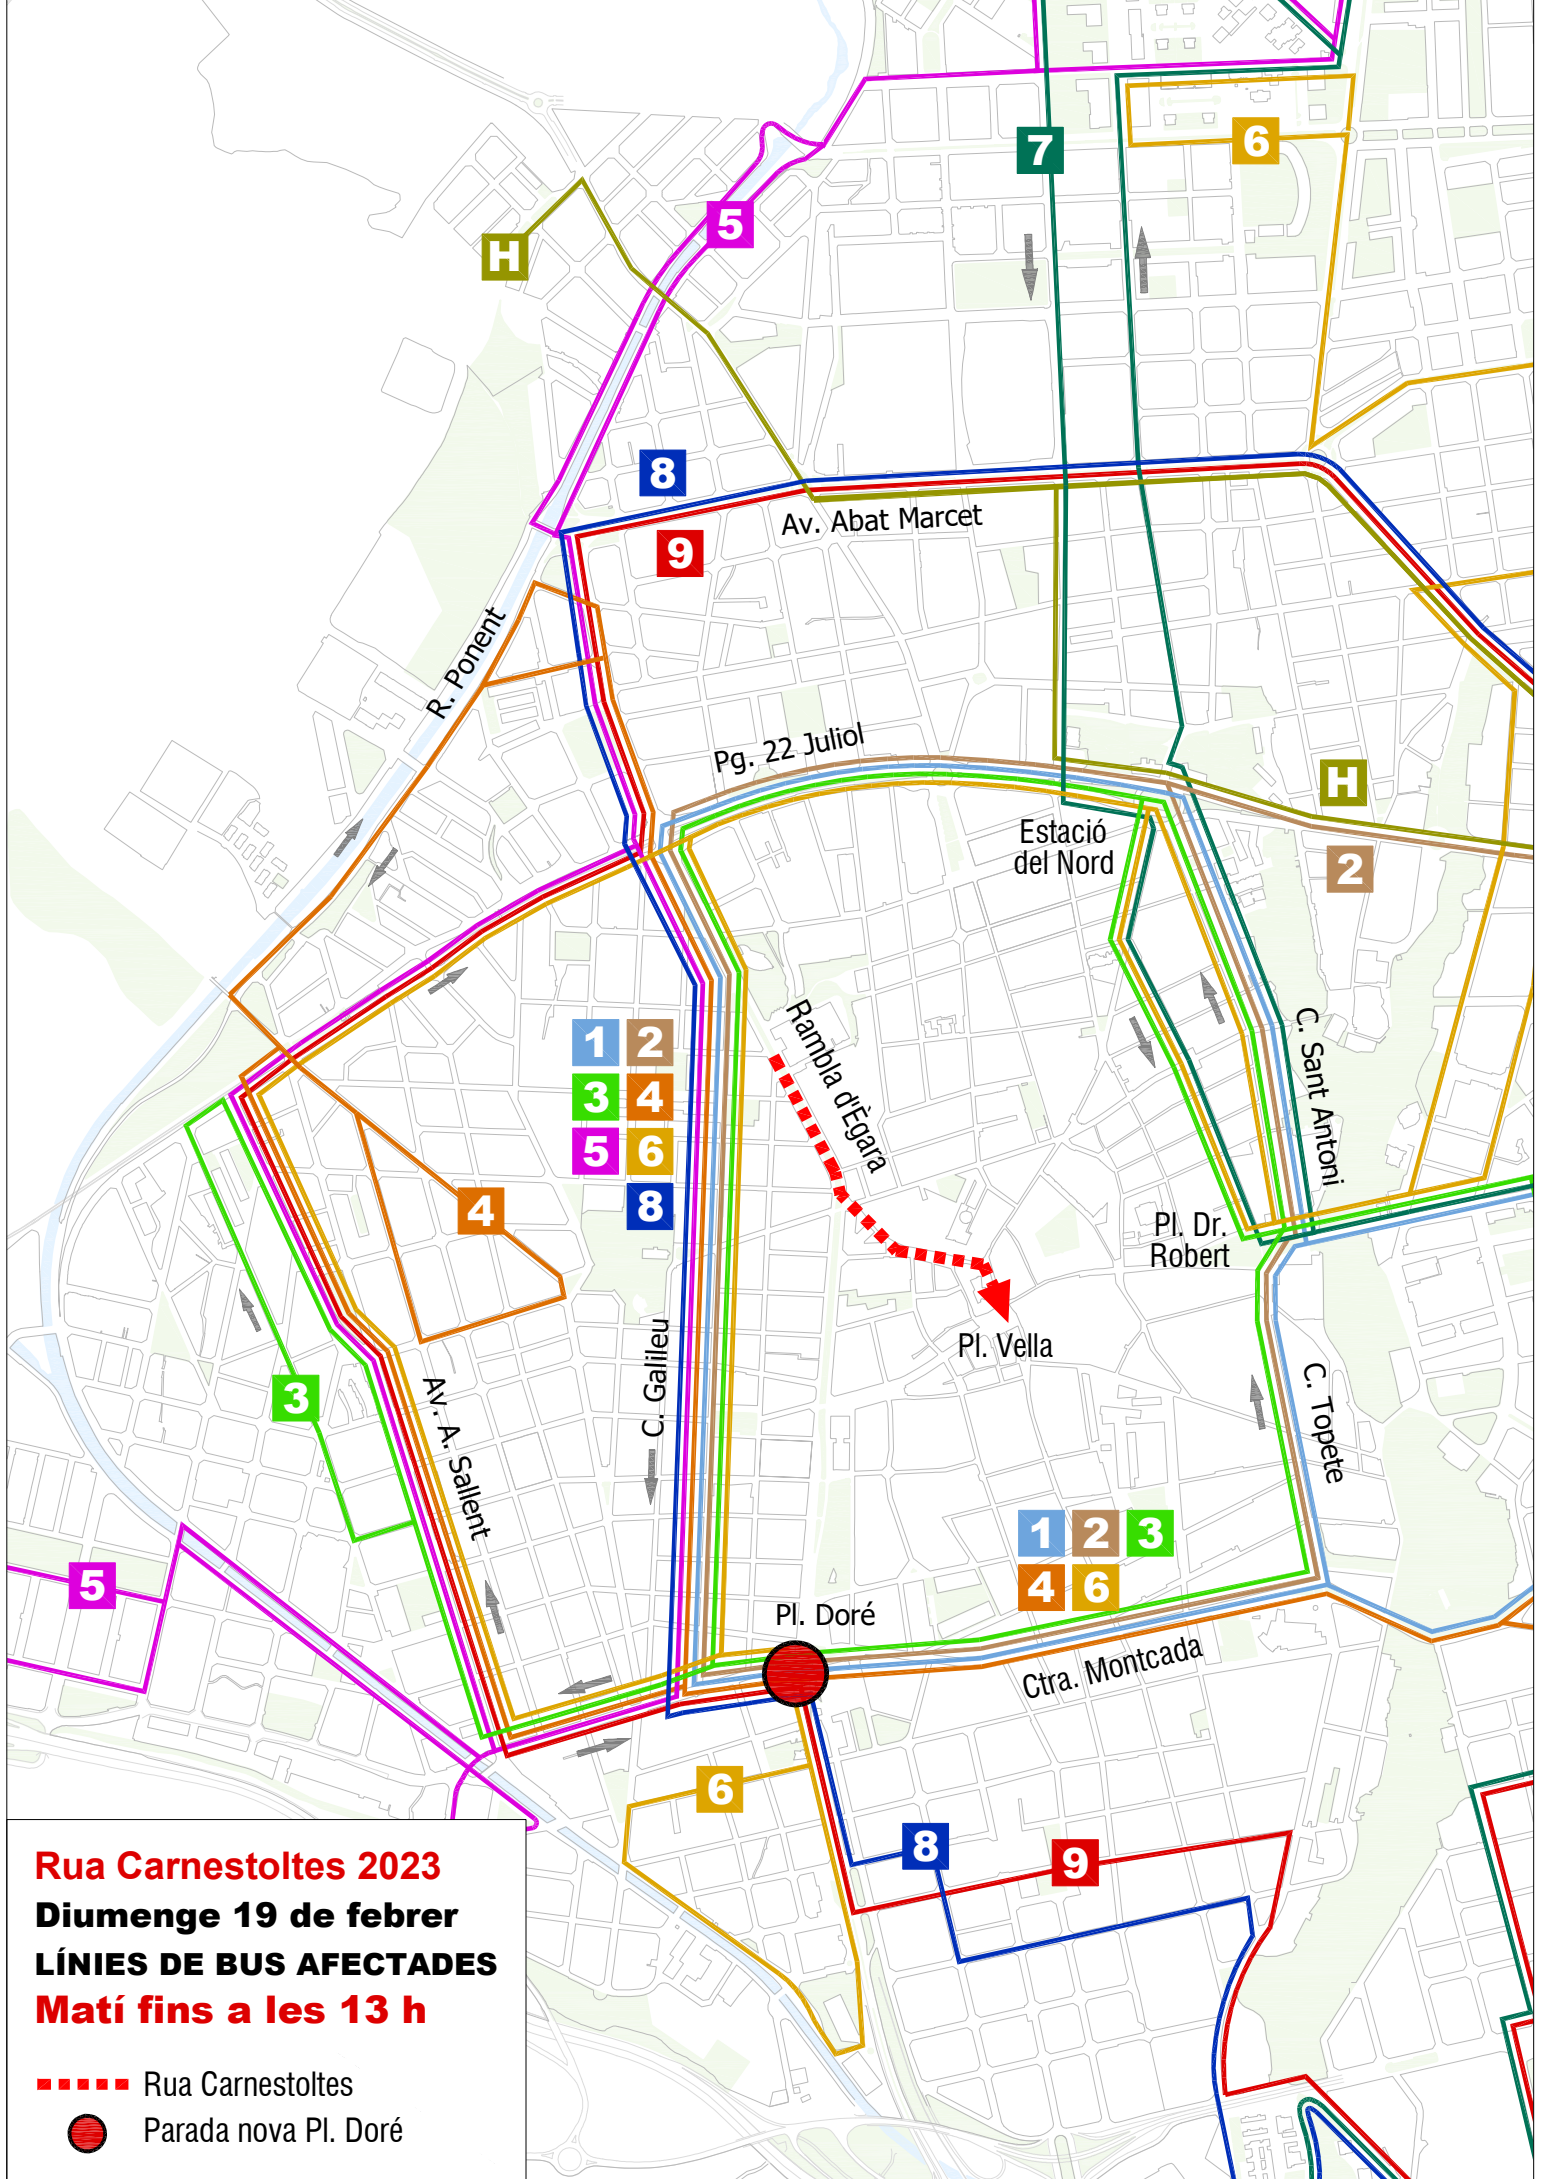 7
6
5
H
8
Av. Abat Marcet
9
R. Ponent
Pg. 22 Juliol
H
Estació
del Nord
2
Rambla d'Ègara
C. Sant Antoni
1 2
3 4
5 6
8
4
Pl. Dr.
Robert
Pl. Vella
C. Galileu
3
Av. A. Sallent
C. Topete
1 2 3
4 6
5
Pl. Doré
Ctra. Montcada
6
8
9
Rua Carnestoltes 2023
Diumenge 19 de febrer
LÍNIES DE BUS AFECTADES
Matí fins a les 13 h
Rua Carnestoltes
Parada nova Pl. Doré